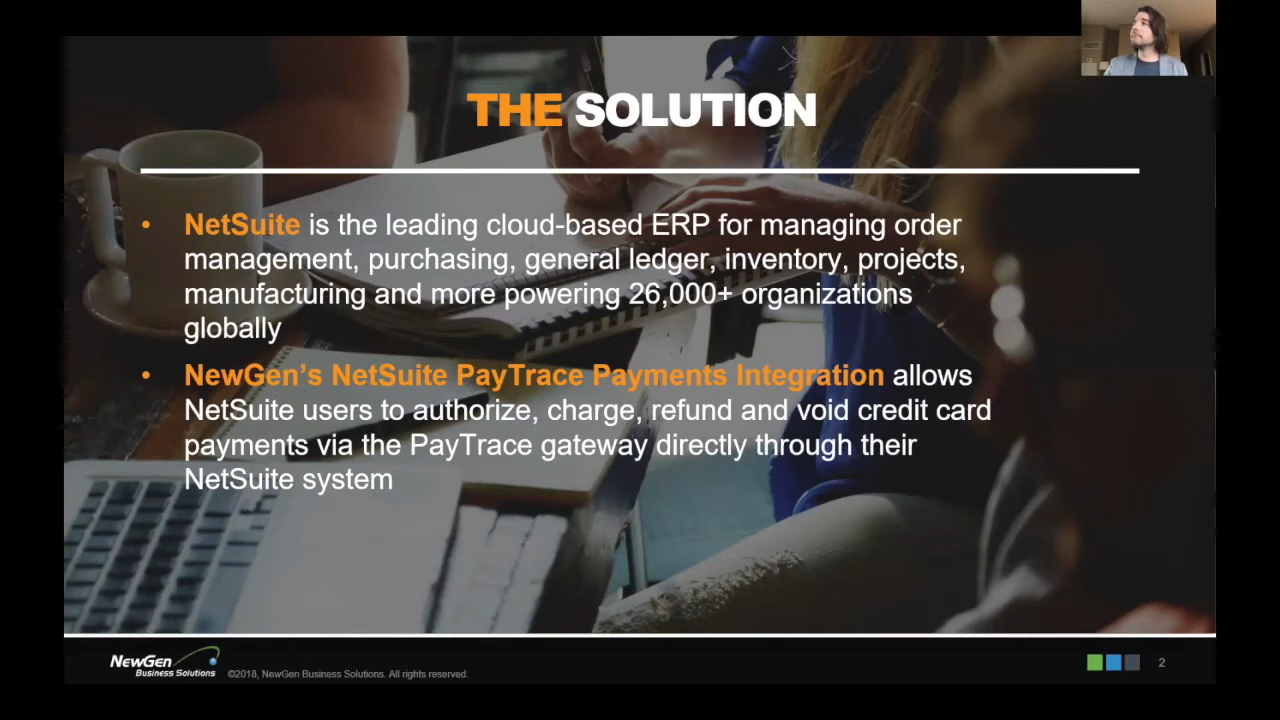 THE SOLUTION
• NetSuite is the leading cloud-based ERP for managing order
management, purchasing, general ledger, inventory, projects,
manufacturing and more powering 26,000+ organizations
globally
• NewGen’s NetSuite PayTrace Payments Integration allows
NetSuite users to authorize, charge, refund and void credit card
payments via the PayTrace gateway directly through their
NetSuite system
NewGen
Business Solutions
©2018, NewGen Business Solutions. All rights reserved.
2